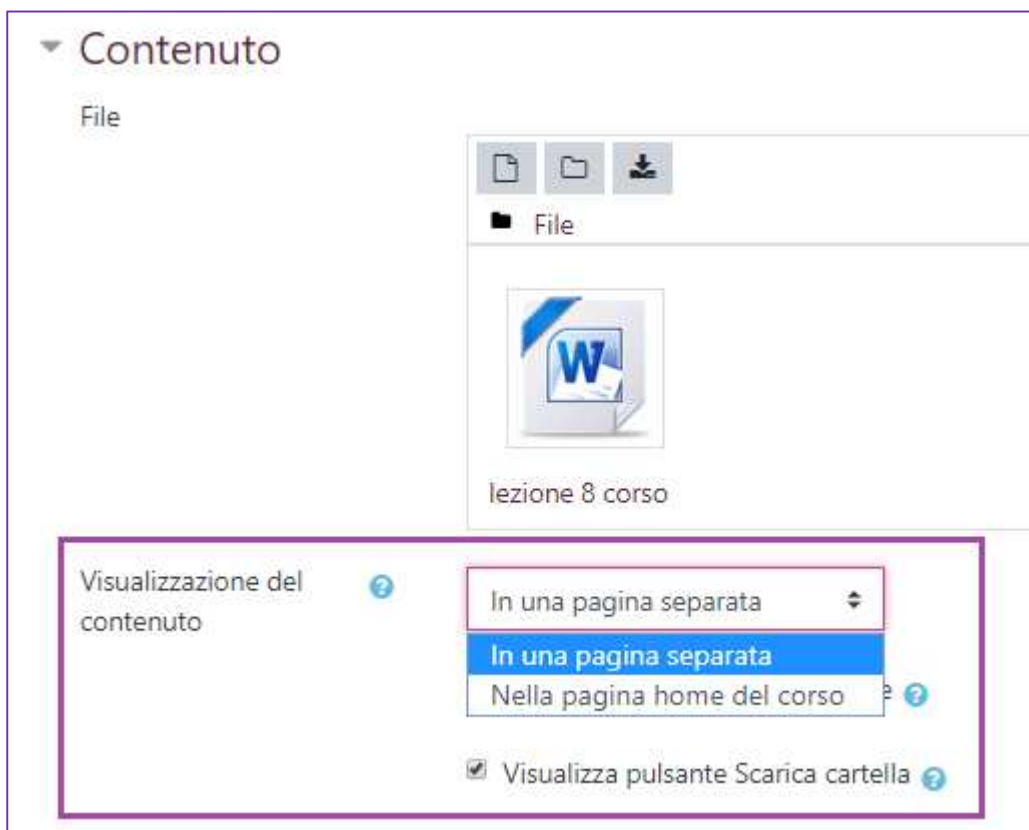 Contenuto
File
File
W
lezione 8 corso
Visualizzazione del
contenuto
In una pagina separata
In una pagina separata
Nella pagina home del corso
Visualizza pulsante Scarica cartella